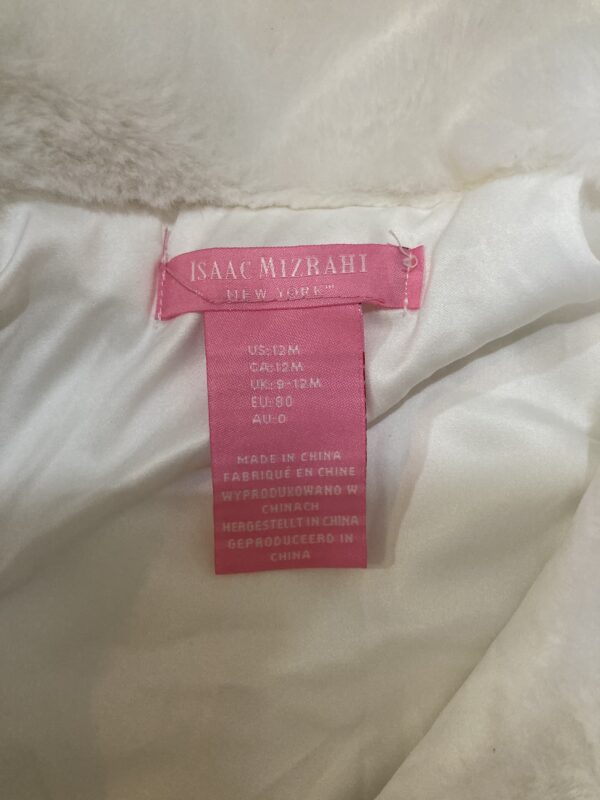 ISAAC MIZRAHI
NEW YORK™
US: 12M
CA: 12M
UK: 9-12M
EU: 80
AU: 0
MADE IN CHINA
FABRIQUÉ EN CHINE
WYPRODUKOWANO W
CHINACH
HERGESTELLT IN CHINA
GEPRODUCEERD IN
CHINA